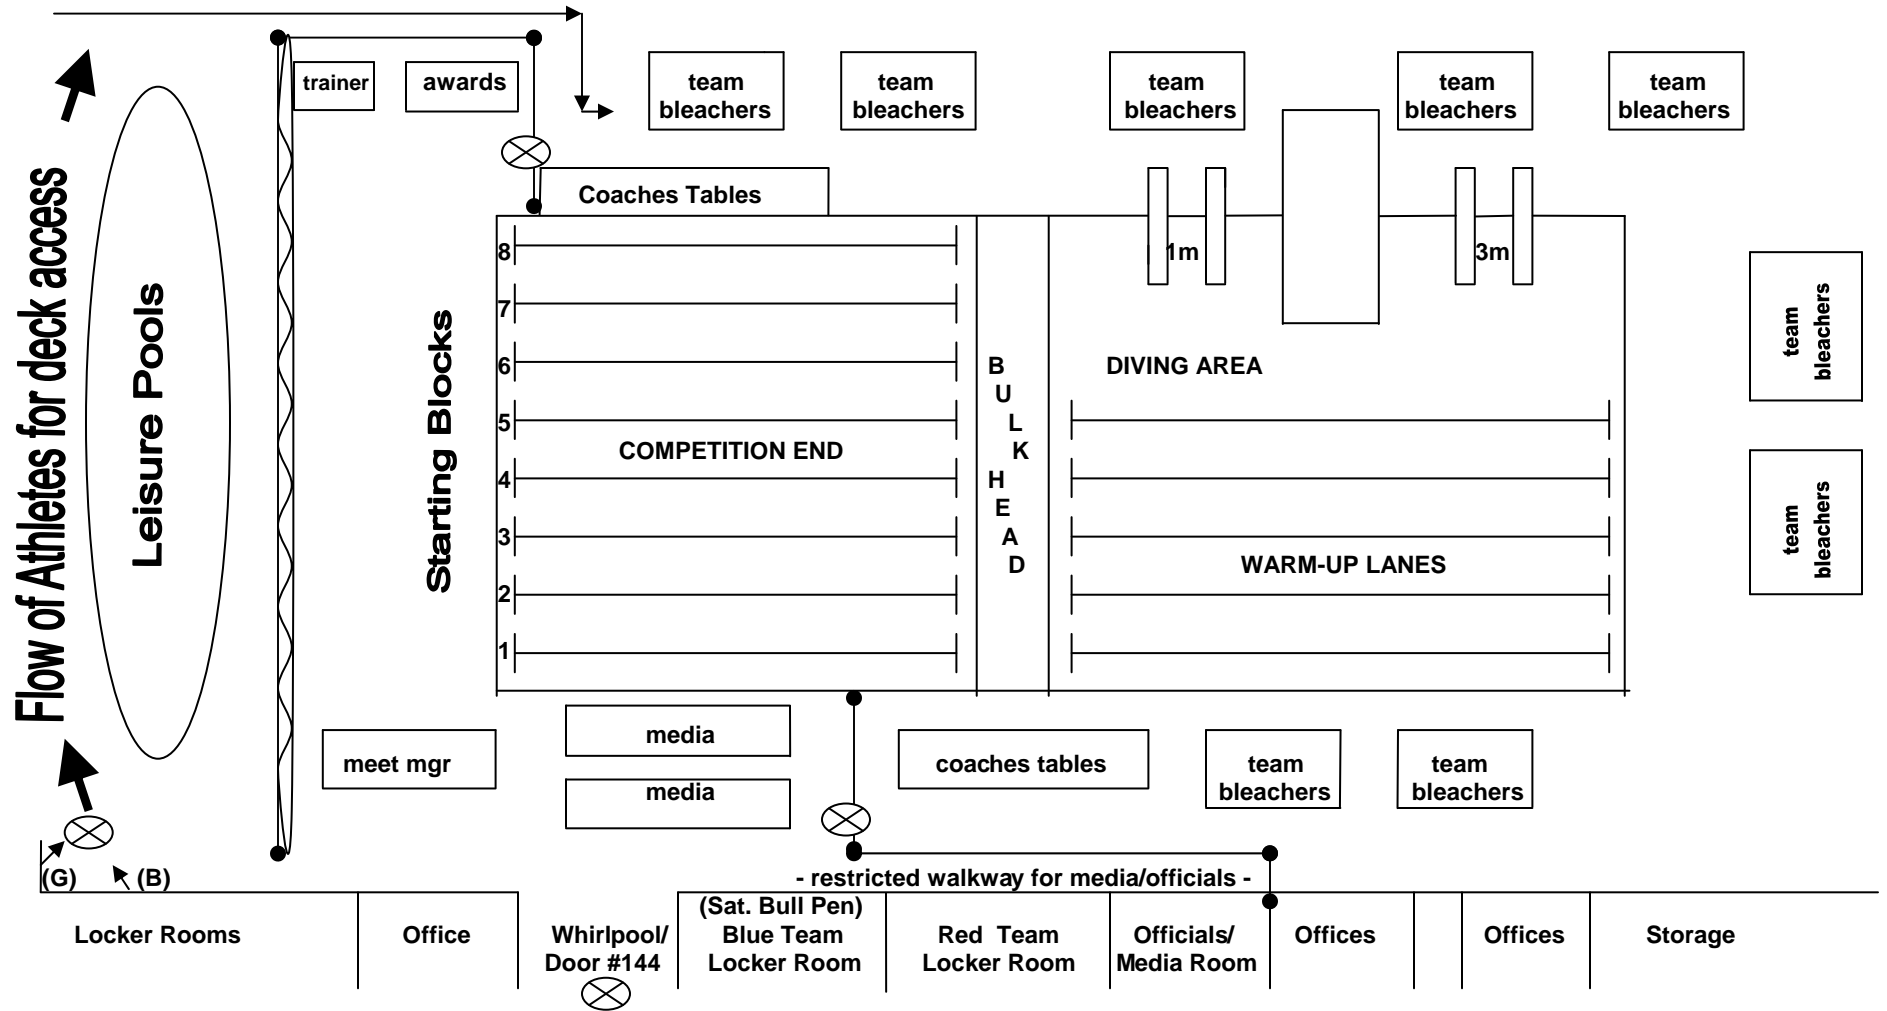 trainer
awards
team
bleachers
team
bleachers
team
bleachers
team
bleachers
team
bleachers
Coaches Tables
Flow of Athletes for deck access
Leisure Pools
Starting Blocks
8
7
6
5
4
3
2
1
COMPETITION END
BULKHEAD
1m
3m
DIVING AREA
WARM-UP LANES
team
bleachers
team
bleachers
meet mgr
media
media
coaches tables
team
bleachers
team
bleachers
(G)
(B)
- restricted walkway for media/officials -
Locker Rooms
Office
Whirlpool/
Door #144
(Sat. Bull Pen)
Blue Team
Locker Room
Red Team
Locker Room
Officials/
Media Room
Offices
Offices
Storage